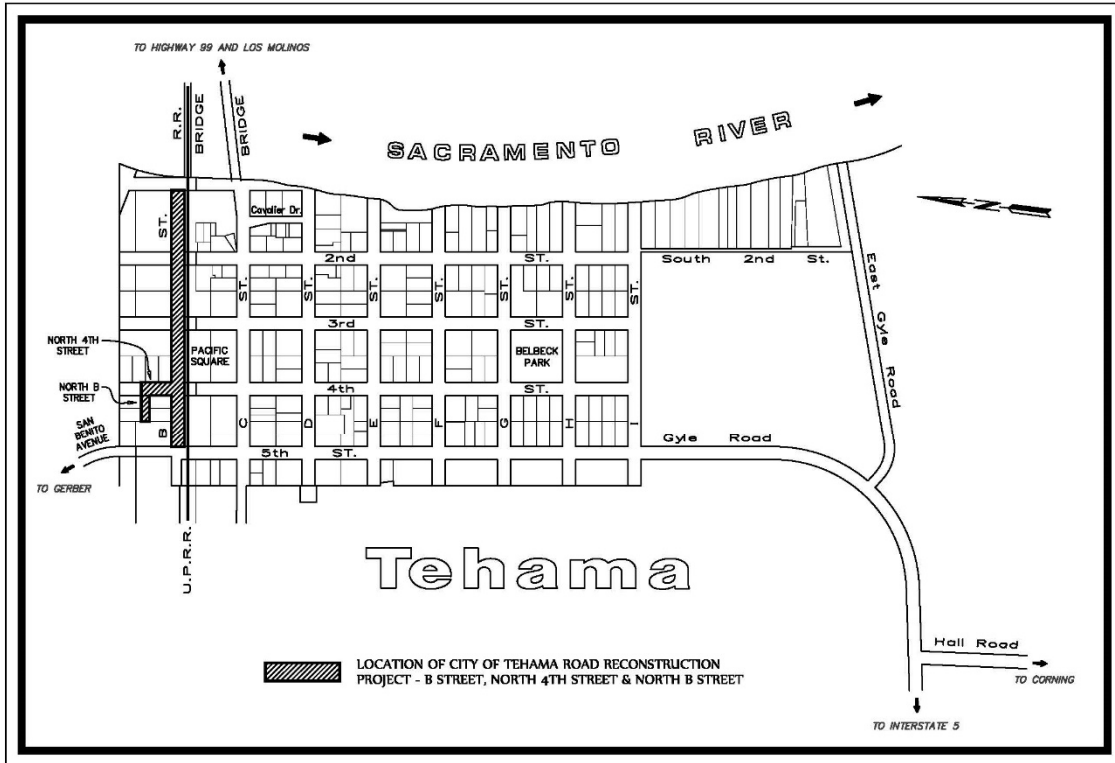 TO HIGHWAY 99 AND LOS MOLINOS
R.R.
BRIDGE
BRIDGE
SACRAMENTO RIVER
N
ST.
Cavalier Dr.
2nd ST.
South 2nd St.
ST.
ST.
ST.
ST.
ST.
ST.
ST.
East Gyle Road
3rd ST.
NORTH 4TH
STREET
PACIFIC
SQUARE
BELBECK
PARK
NORTH B
STREET
4th ST.
SAN
BENITO
AVENUE
B
C
D
E
F
G
H
I
Gyle Road
5th ST.
TO GERBER
U.P.R.R.
Tehama
Hall Road
LOCATION OF CITY OF TEHAMA ROAD RECONSTRUCTION
PROJECT - B STREET, NORTH 4TH STREET & NORTH B STREET
TO CORNING
TO INTERSTATE 5